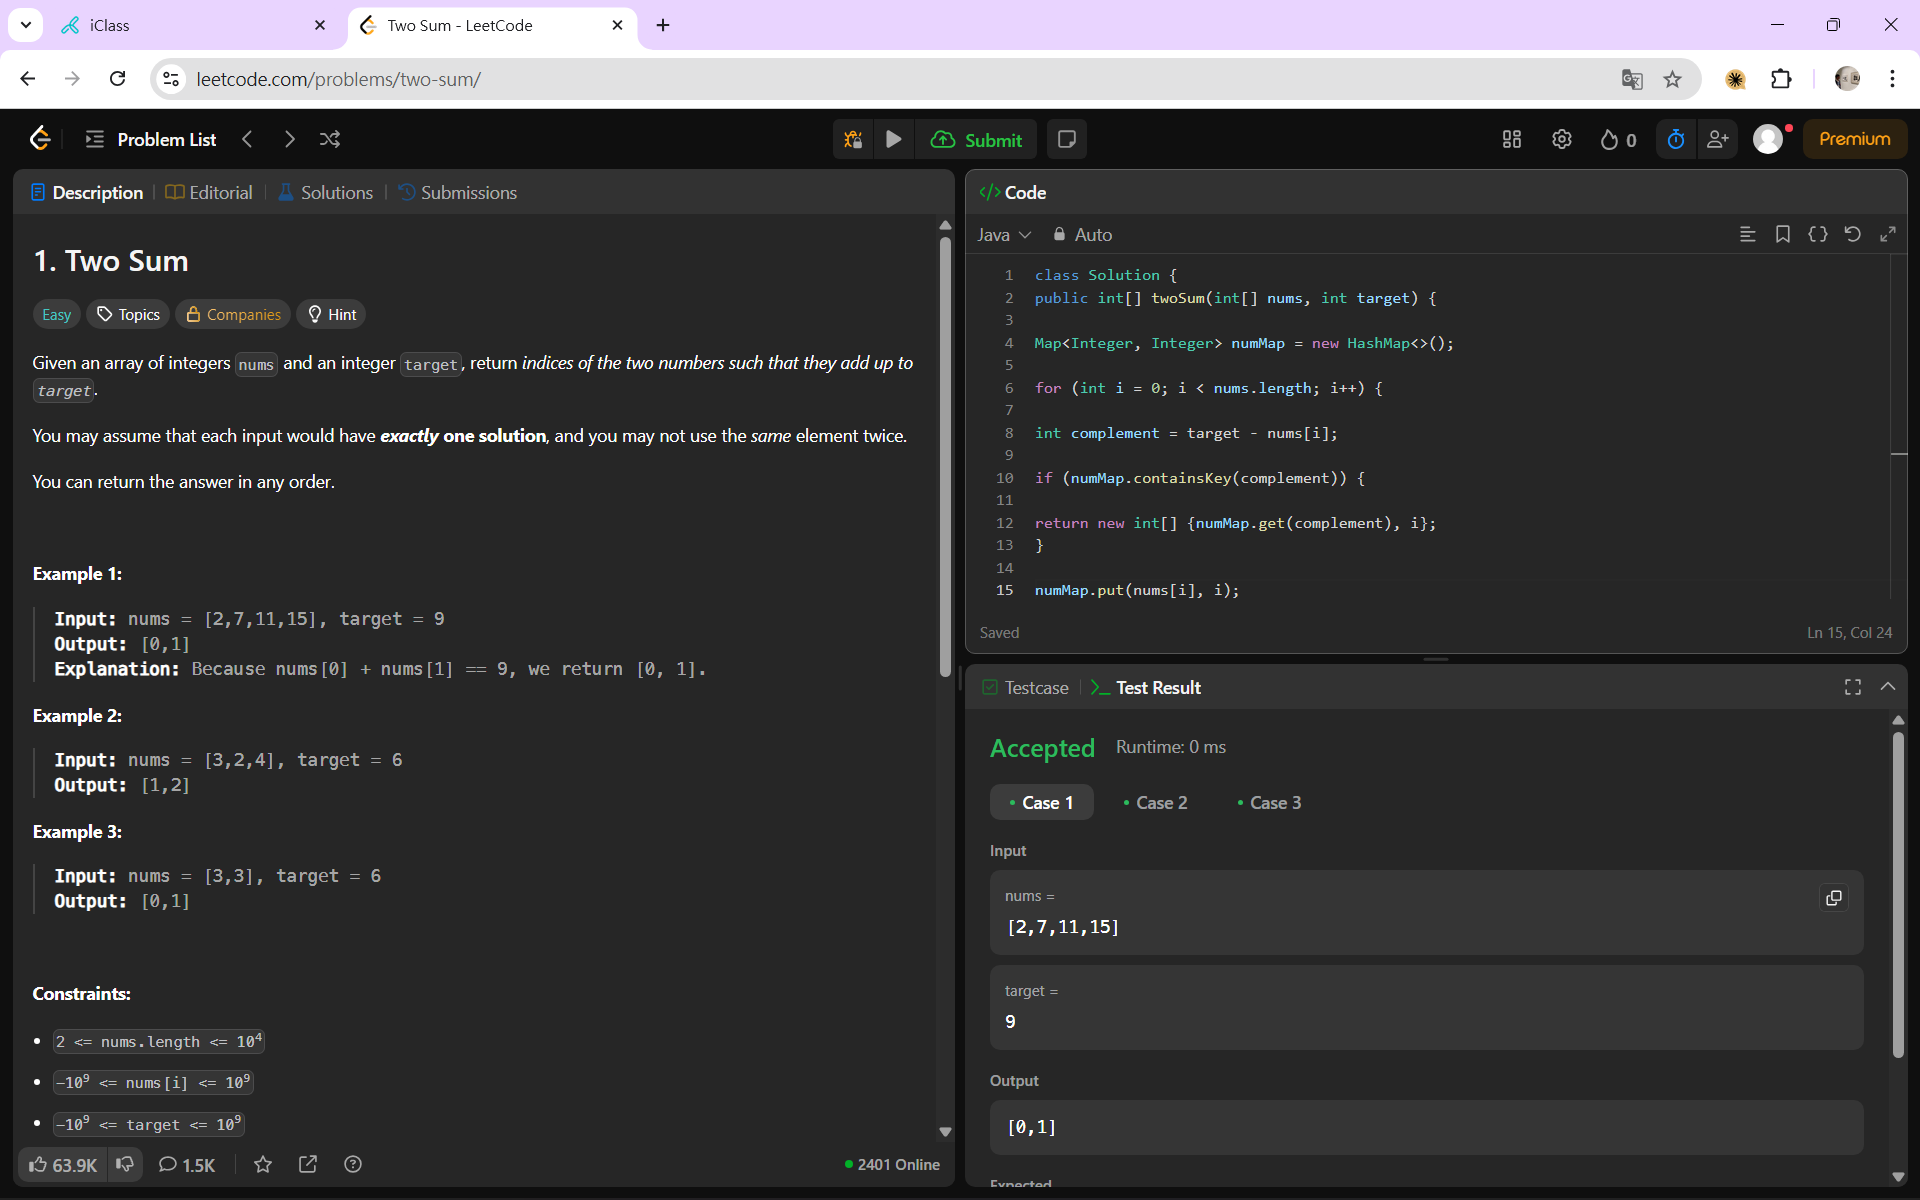 iClass
Two Sum - LeetCode
leetcode.com/problems/two-sum/
Problem List
Submit
0
Premium
Description
Editorial
Solutions
Submissions
1. Two Sum
Easy
Topics
Companies
Hint
Given an array of integers nums and an integer target, return indices of the two numbers such that they add up to
target.
You may assume that each input would have exactly one solution, and you may not use the same element twice.
You can return the answer in any order.
Example 1:
Input: nums = [2,7,11,15], target = 9
Output: [0,1]
Explanation: Because nums[0] + nums[1] == 9, we return [0, 1].
Example 2:
Input: nums = [3,2,4], target = 6
Output: [1,2]
Example 3:
Input: nums = [3,3], target = 6
Output: [0,1]
Constraints:
• 2 <= nums.length <= 10⁴
• -10⁹ <= nums[i] <= 10⁹
• -10⁹ <= target <= 10⁹
63.9K
1.5K
2401 Online
</> Code
Java
Auto
1 class Solution {
2 public int[] twoSum(int[] nums, int target) {
3
4 Map<Integer, Integer> numMap = new HashMap<>();
5
6 for (int i = 0; i < nums.length; i++) {
7
8 int complement = target - nums[i];
9
10 if (numMap.containsKey(complement)) {
11
12 return new int[] {numMap.get(complement), i};
13 }
14
15 numMap.put(nums[i], i);
Saved
Ln 15, Col 24
Testcase
Test Result
Accepted
Runtime: 0 ms
Case 1
Case 2
Case 3
Input
nums =
[2,7,11,15]
target =
9
Output
[0,1]
Expected